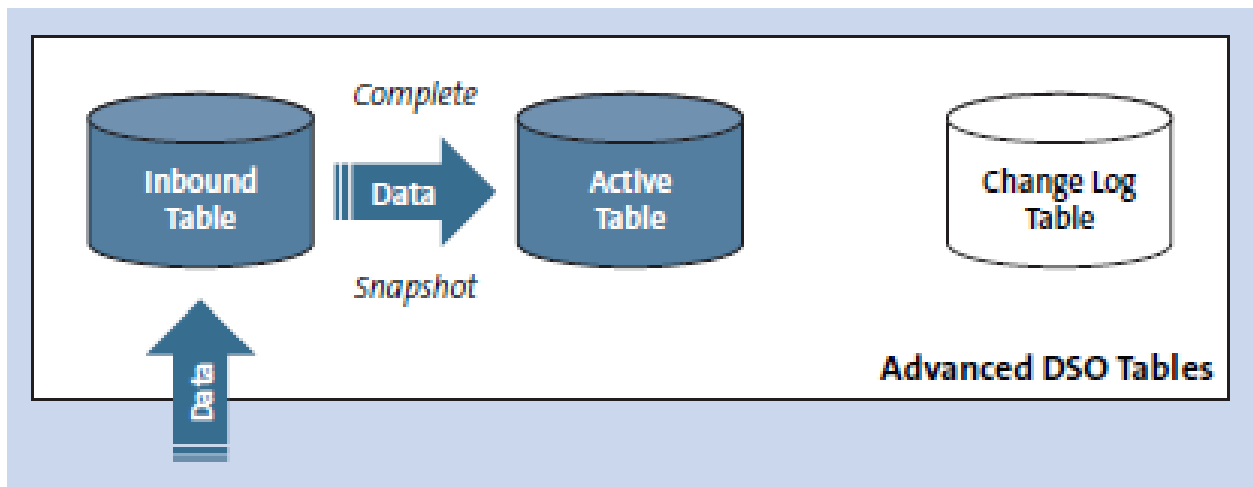 Complete
Inbound
Table
Data
Active
Table
Change Log
Table
Snapshot
Data
Advanced DSO Tables